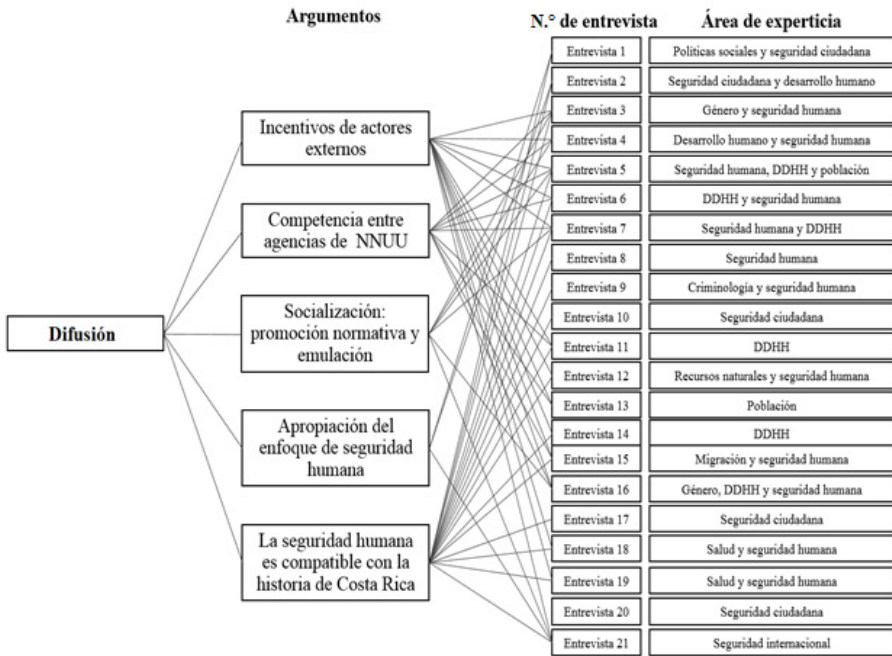 Argumentos
N.° de entrevista
Área de experticia
Difusión
Incentivos de actores
externos
Competencia entre
agencias de NNUU
Socialización:
promoción normativa y
emulación
Apropiación del
enfoque de seguridad
humana
La seguridad humana
es compatible con la
historia de Costa Rica
Entrevista 1 Políticas sociales y seguridad ciudadana
Entrevista 2 Seguridad ciudadana y desarrollo humano
Entrevista 3 Género y seguridad humana
Entrevista 4 Desarrollo humano y seguridad humana
Entrevista 5 Seguridad humana, DDHH y población
Entrevista 6 DDHH y seguridad humana
Entrevista 7 Seguridad humana y DDHH
Entrevista 8 Seguridad humana
Entrevista 9 Criminología y seguridad humana
Entrevista 10 Seguridad ciudadana
Entrevista 11 DDHH
Entrevista 12 Recursos naturales y seguridad humana
Entrevista 13 Población
Entrevista 14 DDHH
Entrevista 15 Migración y seguridad humana
Entrevista 16 Género, DDHH y seguridad humana
Entrevista 17 Seguridad ciudadana
Entrevista 18 Salud y seguridad humana
Entrevista 19 Salud y seguridad humana
Entrevista 20 Seguridad ciudadana
Entrevista 21 Seguridad internacional